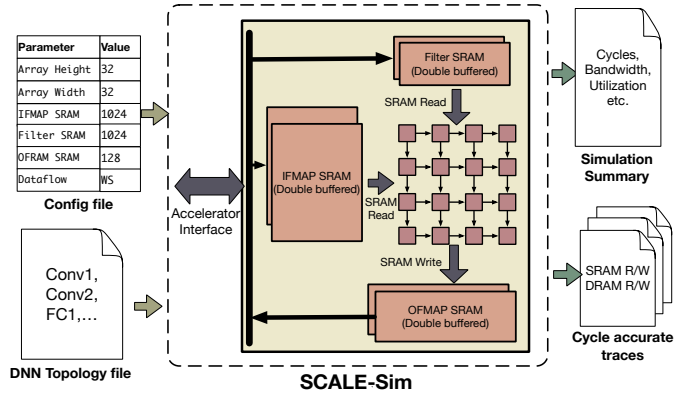 Parameter Value
Array Height 32
Array Width 32
IFMAP SRAM 1024
Filter SRAM 1024
OFRAM SRAM 128
Dataflow WS
Config file
Conv1,
Conv2,
FC1,...
DNN Topology file
Accelerator
Interface
Filter SRAM
(Double buffered)
SRAM Read
IFMAP SRAM
(Double buffered)
SRAM
Read
SRAM Write
OFMAP SRAM
(Double buffered)
SCALE-Sim
Cycles,
Bandwidth,
Utilization
etc.
Simulation
Summary
SRAM R/W
DRAM R/W
Cycle accurate
traces